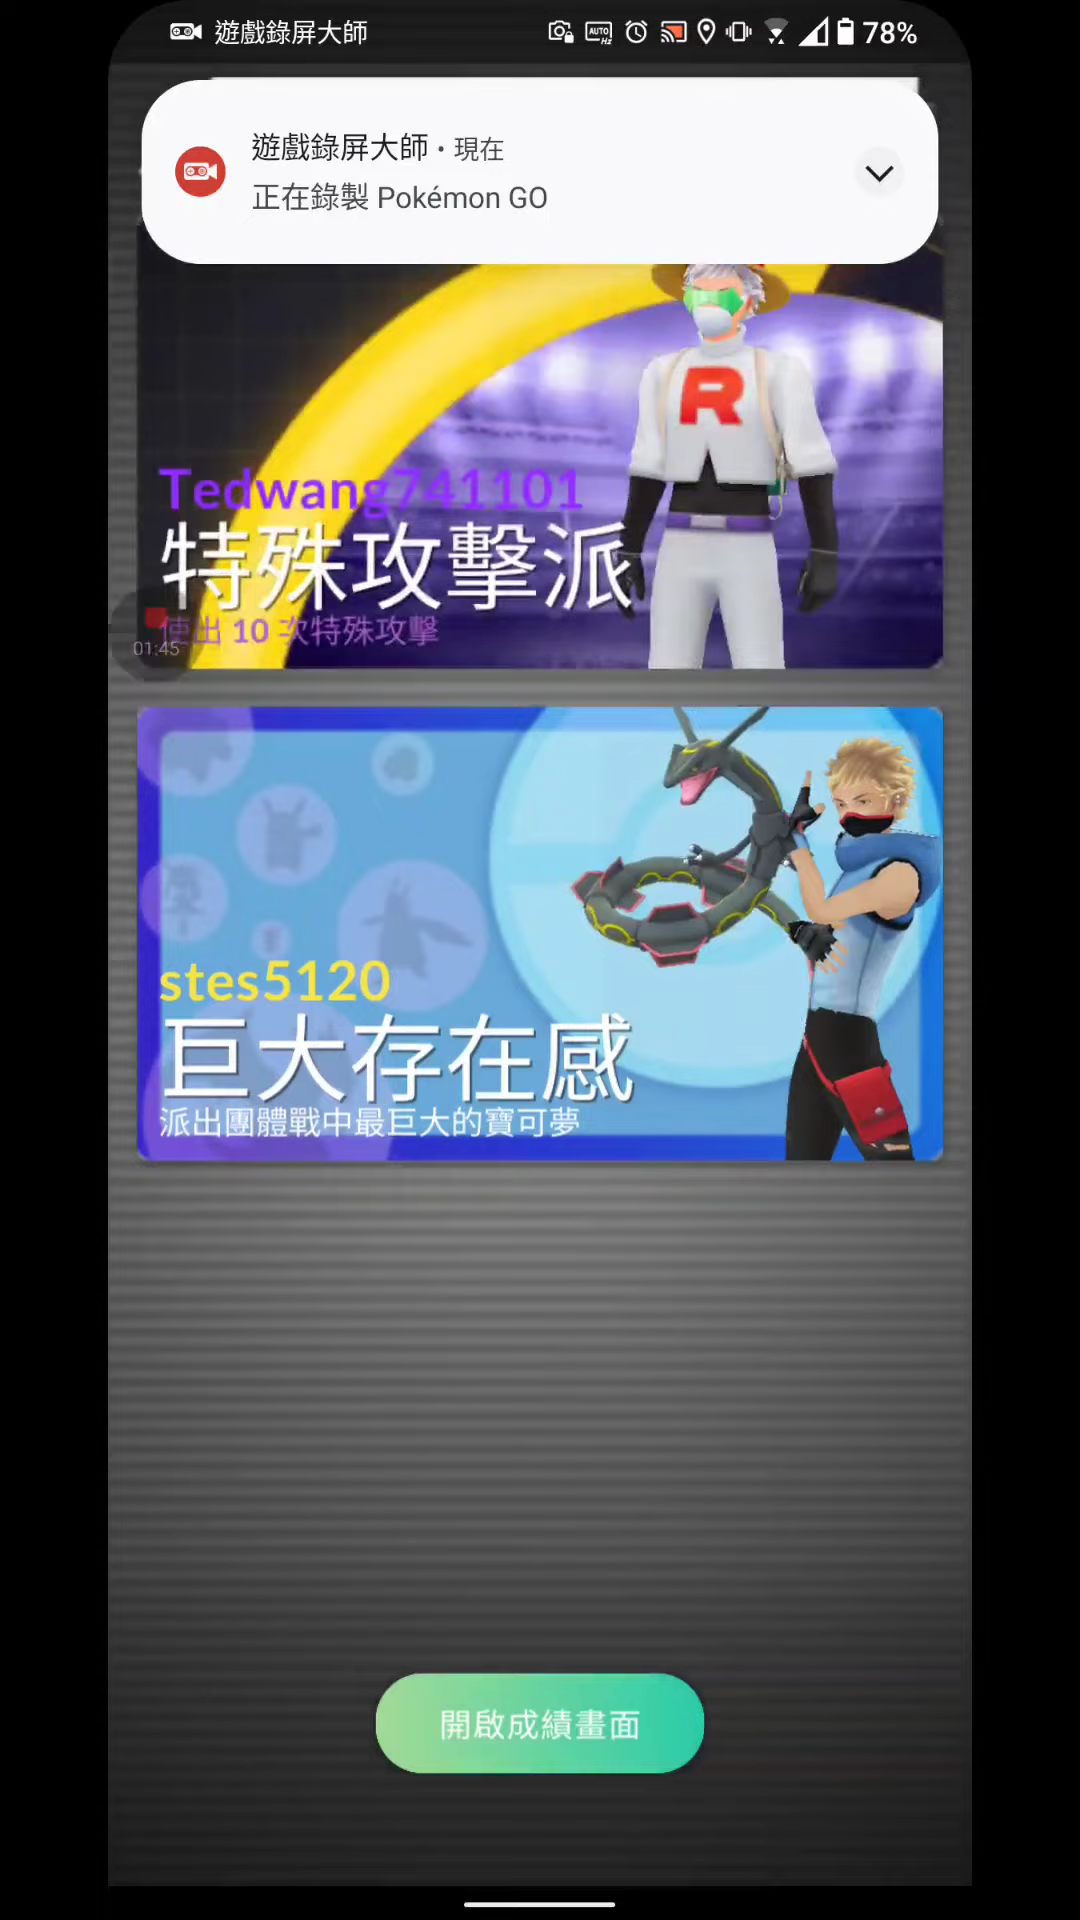 遊戲錄屏大師
78%
遊戲錄屏大師 • 現在
正在錄製 Pokémon GO
R
Tedwang741101
特殊攻擊派
使出 10 次特殊攻擊
01:45
stes5120
巨大存在感
派出團體戰中最巨大的寶可夢
開啟成績畫面